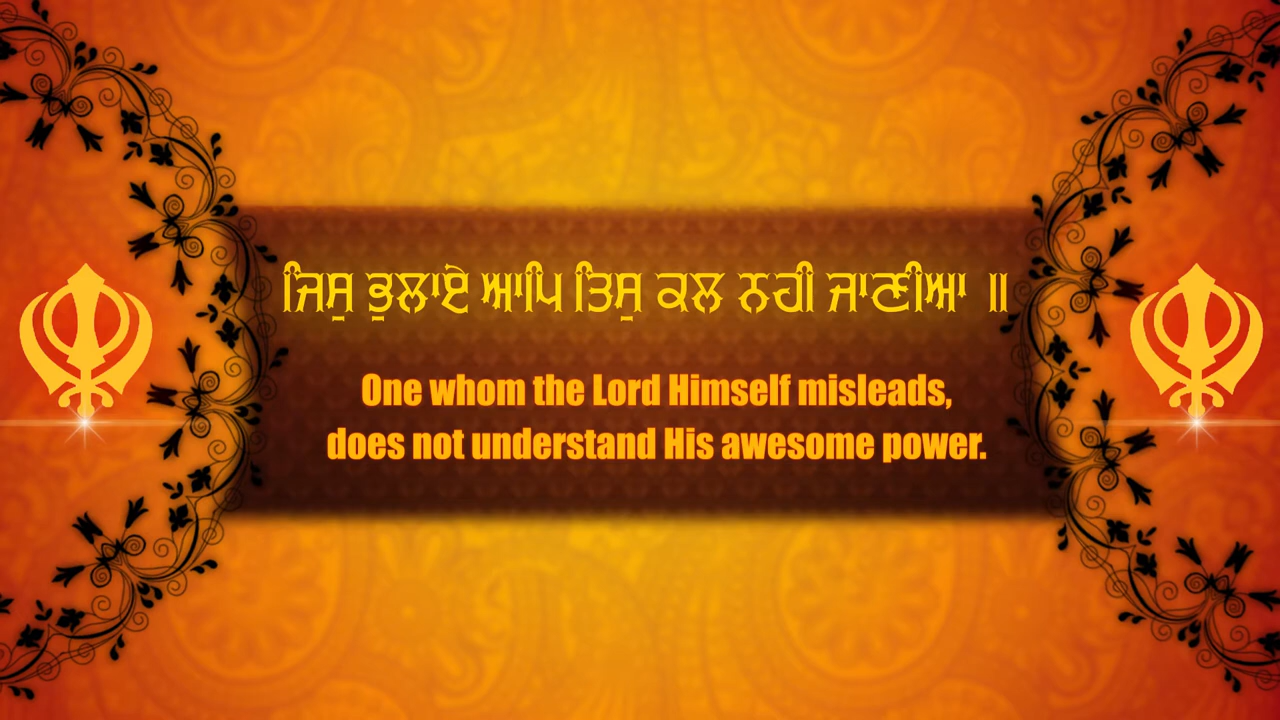 ਜਿਸੁ ਭੁਲਾਏ ਆਪਿ ਤਿਸੁ ਕਲ ਨਹੀ ਜਾਣੀਆ ॥
One whom the Lord Himself misleads,
does not understand His awesome power.